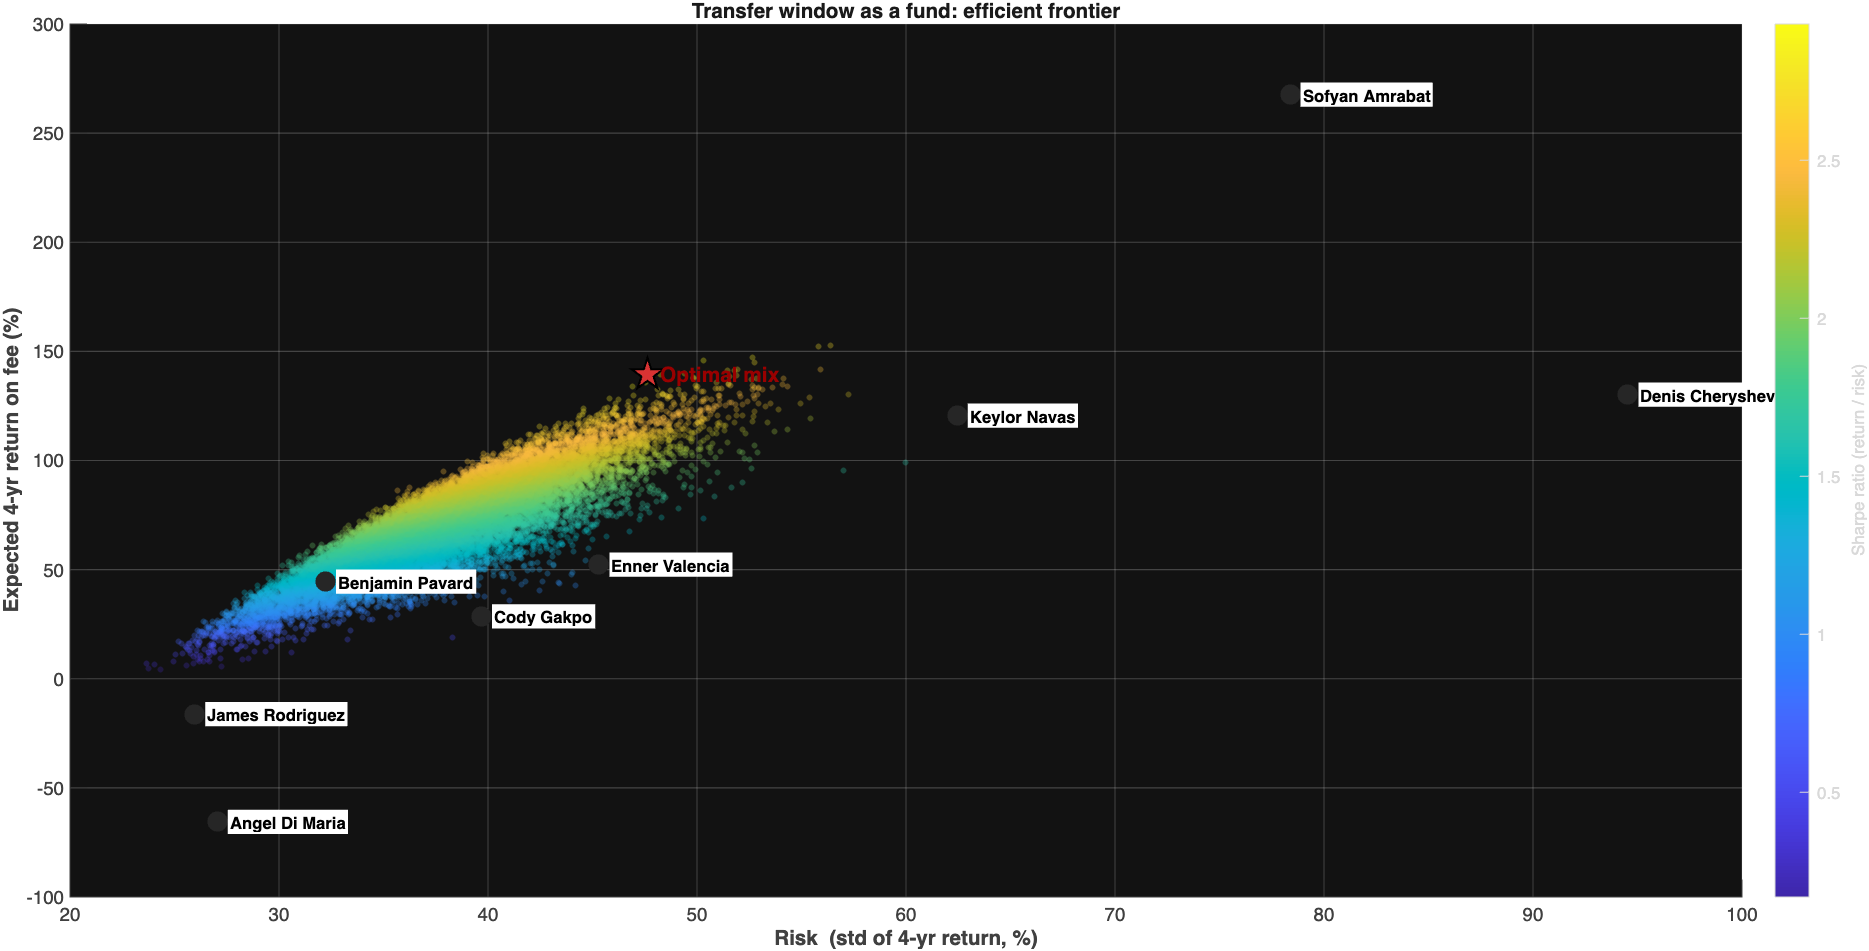 Transfer window as a fund: efficient frontier
300
250
200
150
100
50
0
-50
-100
Expected 4-yr return on fee (%)
Sofyan Amrabat
Optimal mix
Denis Cheryshev
Keylor Navas
Enner Valencia
Benjamin Pavard
Cody Gakpo
James Rodriguez
Angel Di Maria
20 30 40 50 60 70 80 90 100
Risk (std of 4-yr return, %)
2.5
2
1.5
1
0.5
Sharpe ratio (return / risk)